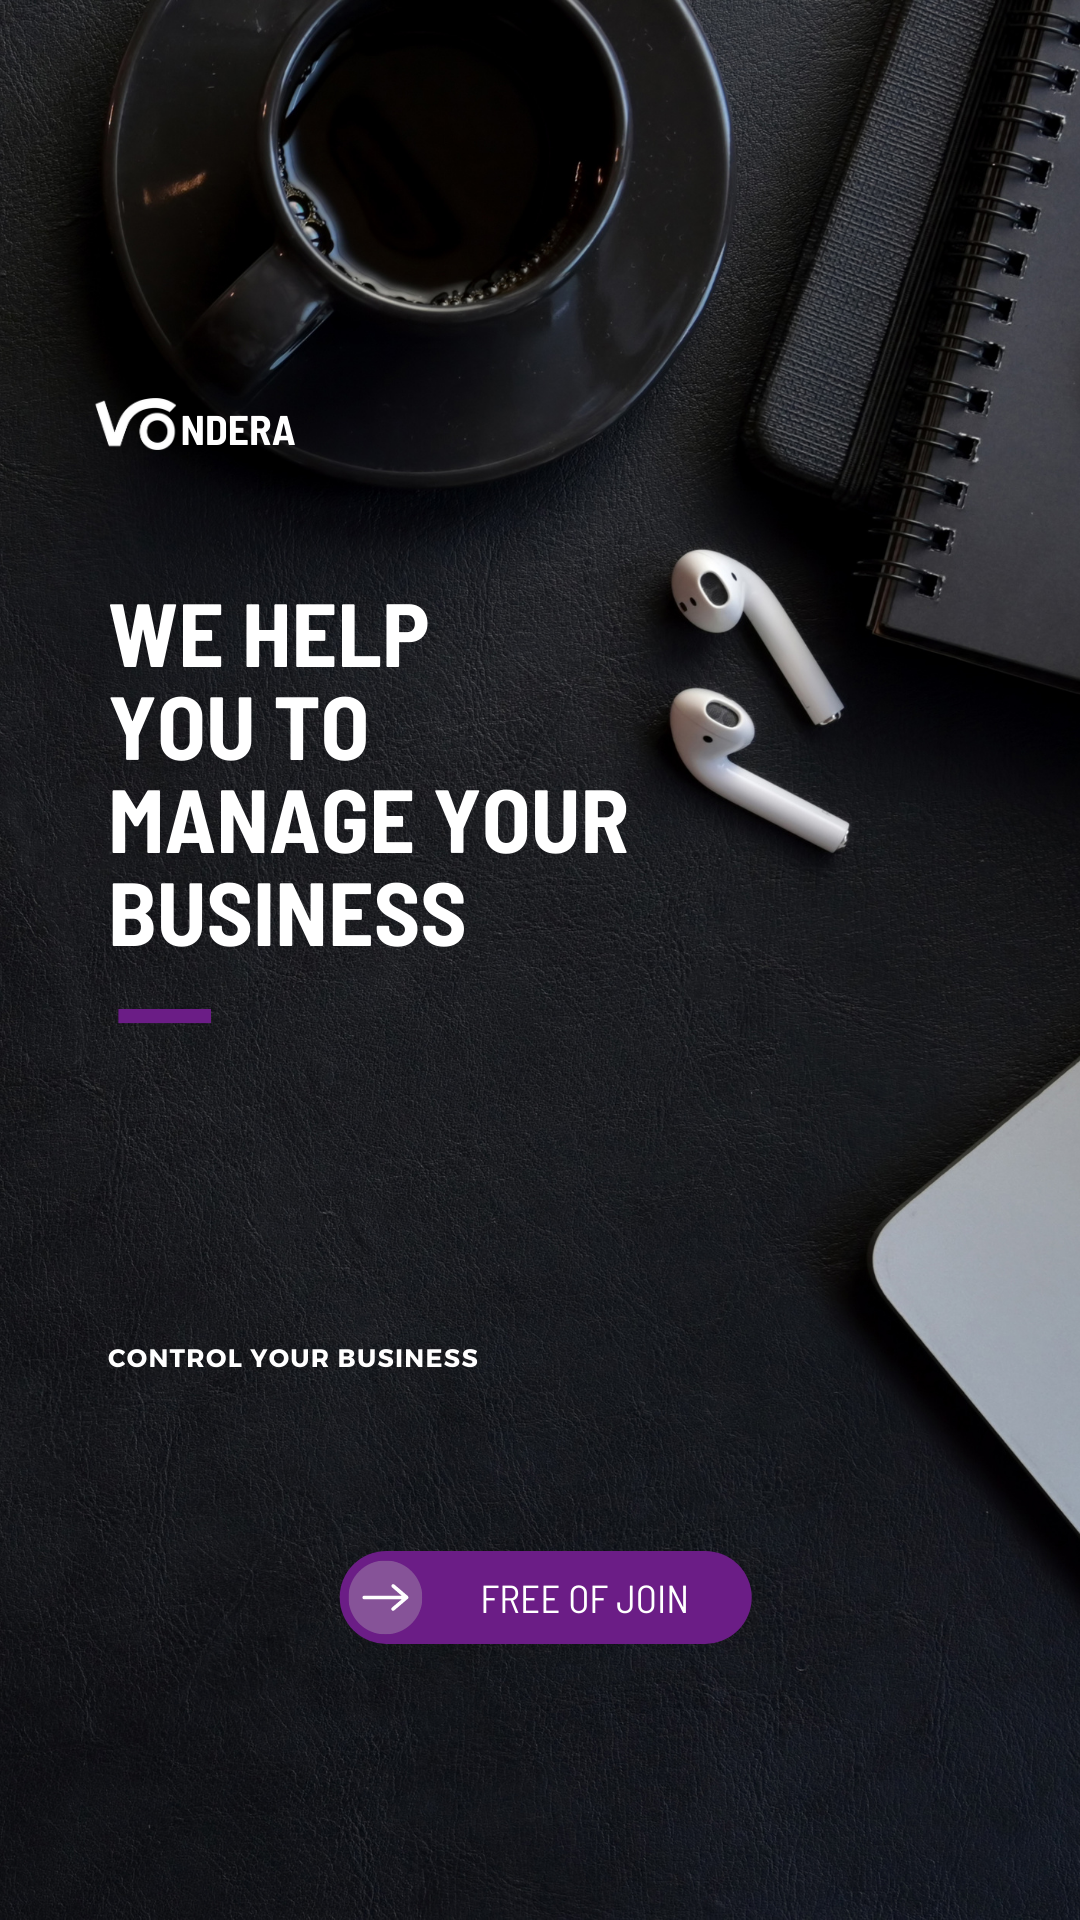 VONDERA
WE HELP
YOU TO
MANAGE YOUR
BUSINESS
CONTROL YOUR BUSINESS
FREE OF JOIN